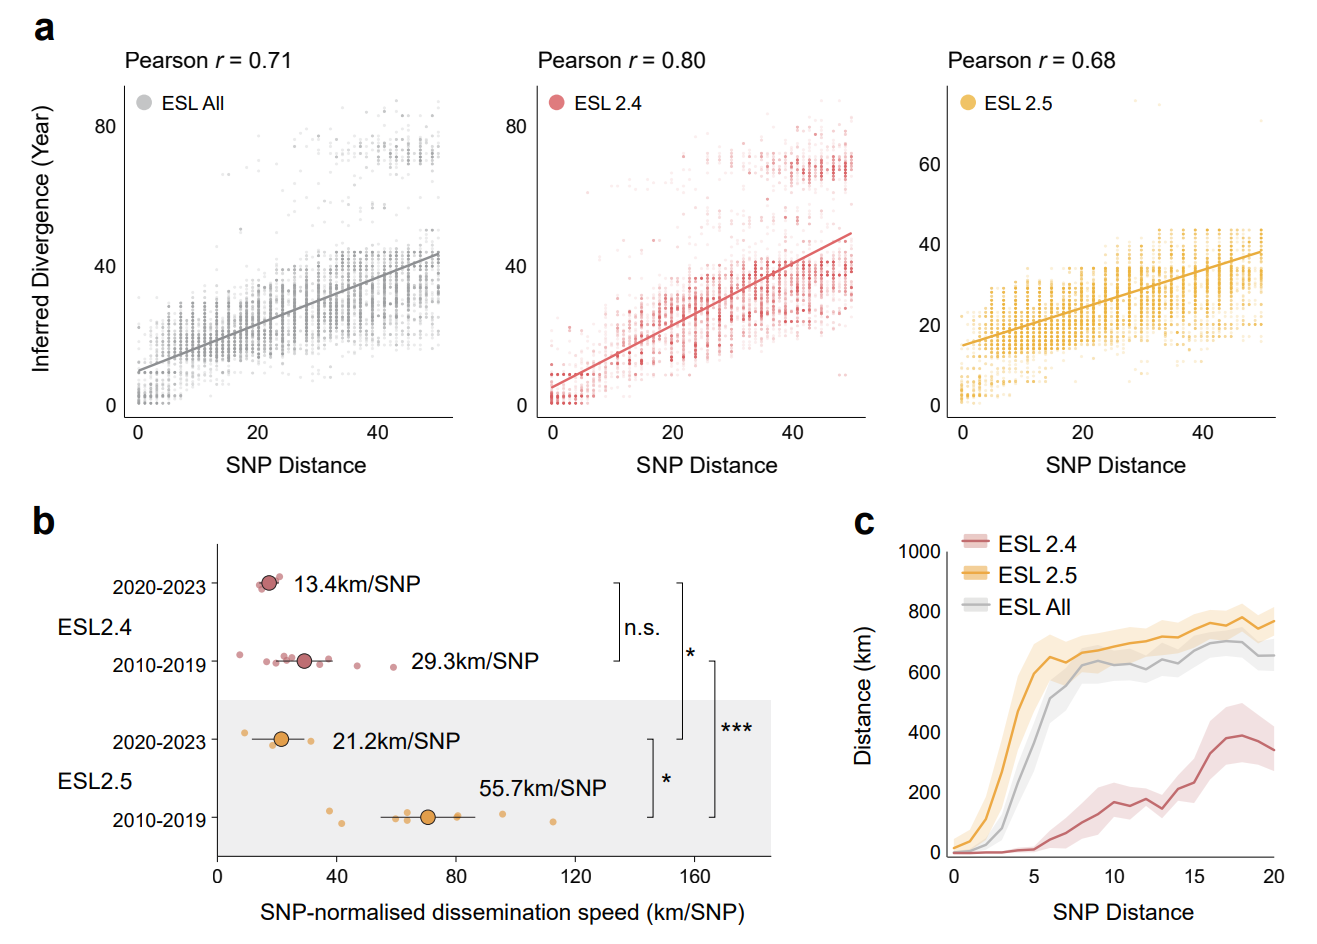 a
Pearson r = 0.71
Pearson r = 0.80
Pearson r = 0.68
ESL All
ESL 2.4
ESL 2.5
Inferred Divergence (Year)
80
40
0
80
40
0
60
40
20
0
0 20 40
0 20 40
0 20 40
SNP Distance
SNP Distance
SNP Distance
b
2020-2023
13.4km/SNP
ESL2.4
n.s.
2010-2019
29.3km/SNP
*
2020-2023
21.2km/SNP
***
ESL2.5
*
55.7km/SNP
2010-2019
0 40 80 120 160
SNP-normalised dissemination speed (km/SNP)
c
ESL 2.4
ESL 2.5
ESL All
Distance (km)
1000
800
600
400
200
0
0 5 10 15 20
SNP Distance